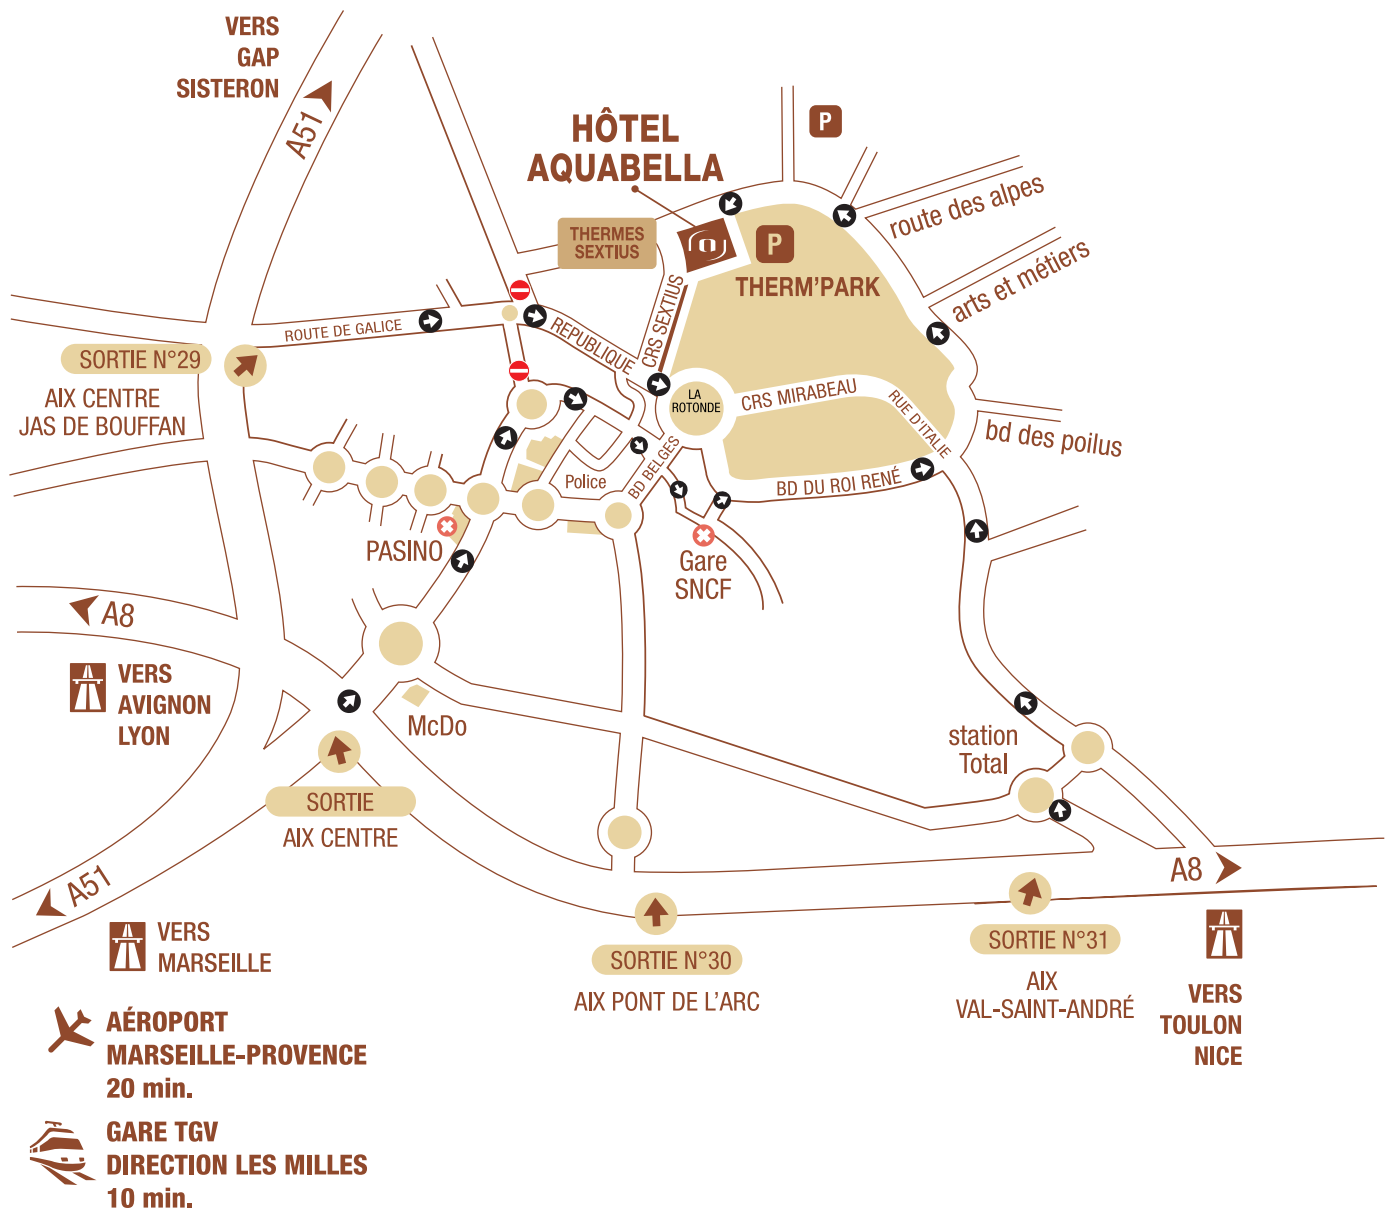 VERS
GAP
SISTERON
A51
HÔTEL
AQUABELLA
P
route des alpes
THERMES
SEXTIUS
P
THERM'PARK
arts et métiers
ROUTE DE GALICE
REPUBLIQUE
CRS SEXTIUS
SORTIE N°29
AIX CENTRE
JAS DE BOUFFAN
LA
ROTONDE
CRS MIRABEAU
RUE D'ITALIE
bd des poilus
Police
BD BELGES
BD DU ROI RENÉ
PASINO
Gare
SNCF
A8
VERS
AVIGNON
LYON
McDo
station
Total
SORTIE
AIX CENTRE
A51
A8
VERS
MARSEILLE
SORTIE N°30
AIX PONT DE L'ARC
SORTIE N°31
AIX
VAL-SAINT-ANDRÉ
VERS
TOULON
NICE
AÉROPORT
MARSEILLE-PROVENCE
20 min.
GARE TGV
DIRECTION LES MILLES
10 min.